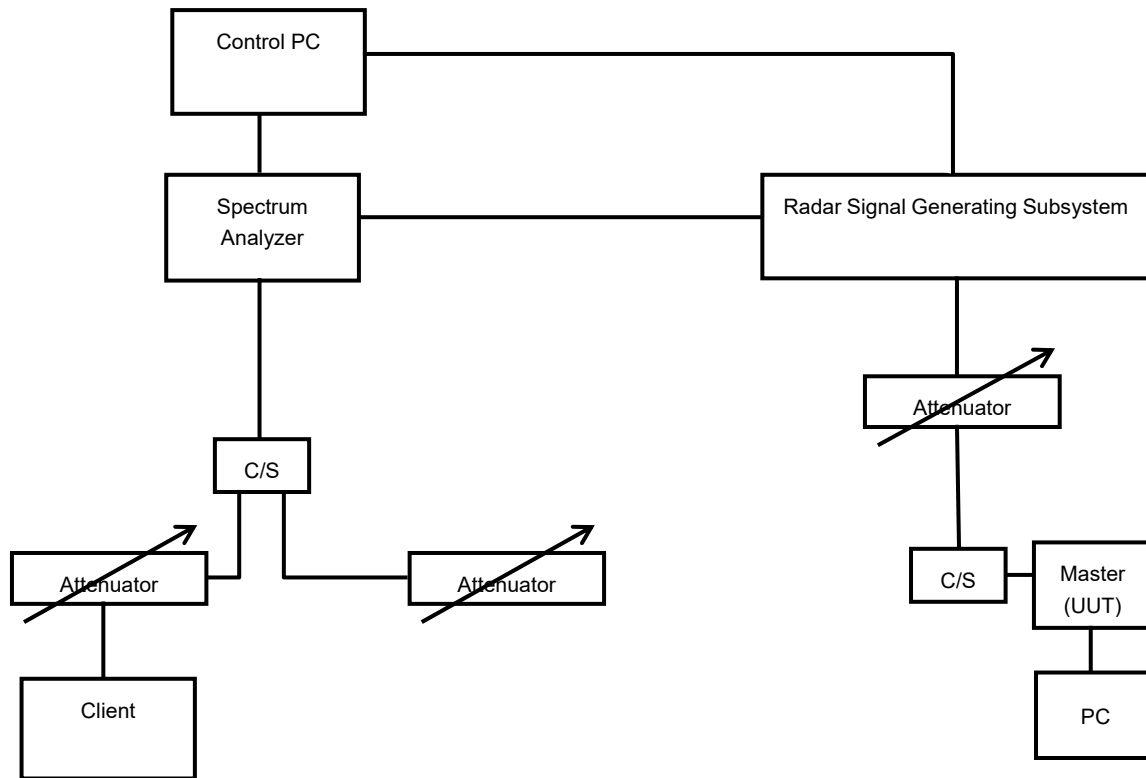 Control PC
Spectrum
Analyzer
Radar Signal Generating Subsystem
Attenuator
C/S
Attenuator
Attenuator
C/S
Master
(UUT)
Client
PC